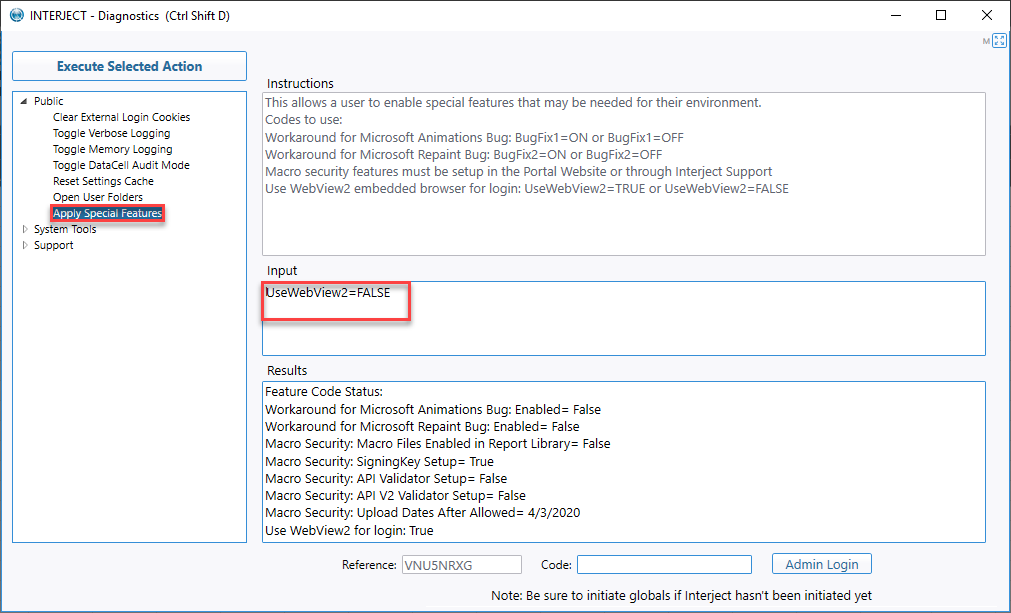 INTERJECT - Diagnostics  (Ctrl Shift D)
M
Execute Selected Action
Public
Clear External Login Cookies
Toggle Verbose Logging
Toggle Memory Logging
Toggle DataCell Audit Mode
Reset Settings Cache
Open User Folders
Apply Special Features
System Tools
Support
Instructions
This allows a user to enable special features that may be needed for their environment.
Codes to use:
Workaround for Microsoft Animations Bug: BugFix1=ON or BugFix1=OFF
Workaround for Microsoft Repaint Bug: BugFix2=ON or BugFix2=OFF
Macro security features must be setup in the Portal Website or through Interject Support
Use WebView2 embedded browser for login: UseWebView2=TRUE or UseWebView2=FALSE
Input
UseWebView2=FALSE
Results
Feature Code Status:
Workaround for Microsoft Animations Bug: Enabled= False
Workaround for Microsoft Repaint Bug: Enabled= False
Macro Security: Macro Files Enabled in Report Library= False
Macro Security: SigningKey Setup= True
Macro Security: API Validator Setup= False
Macro Security: API V2 Validator Setup= False
Macro Security: Upload Dates After Allowed= 4/3/2020
Use WebView2 for login: True
Reference: VNU5NRXG Code: Admin Login
Note: Be sure to initiate globals if Interject hasn't been initiated yet